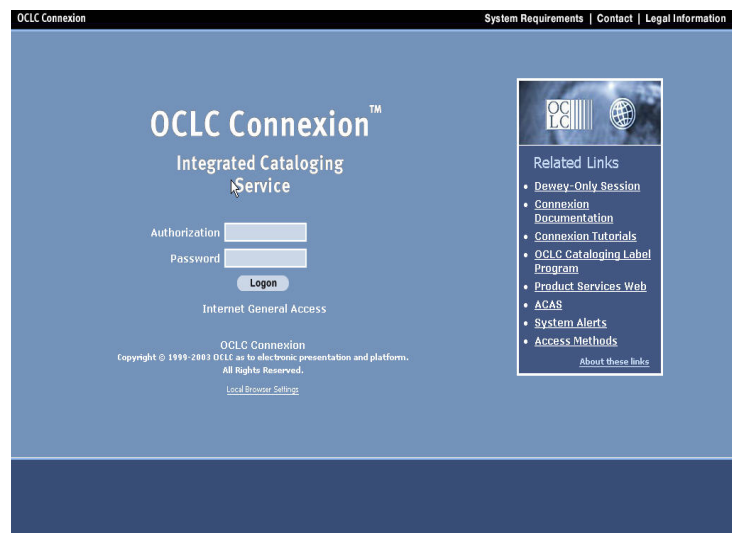 OCLC Connexion
System Requirements | Contact | Legal Information
OCLC Connexion™
Integrated Cataloging
Service
Authorization
Password
Logon
Internet General Access
OCLC Connexion
Copyright © 1999-2003 OCLC as to electronic presentation and platform.
All Rights Reserved.
Local Browser Settings
OC
LC
Related Links
• Dewey-Only Session
• Connexion
Documentation
• Connexion Tutorials
• OCLC Cataloging Label
Program
• Product Services Web
• ACAS
• System Alerts
• Access Methods
About these links